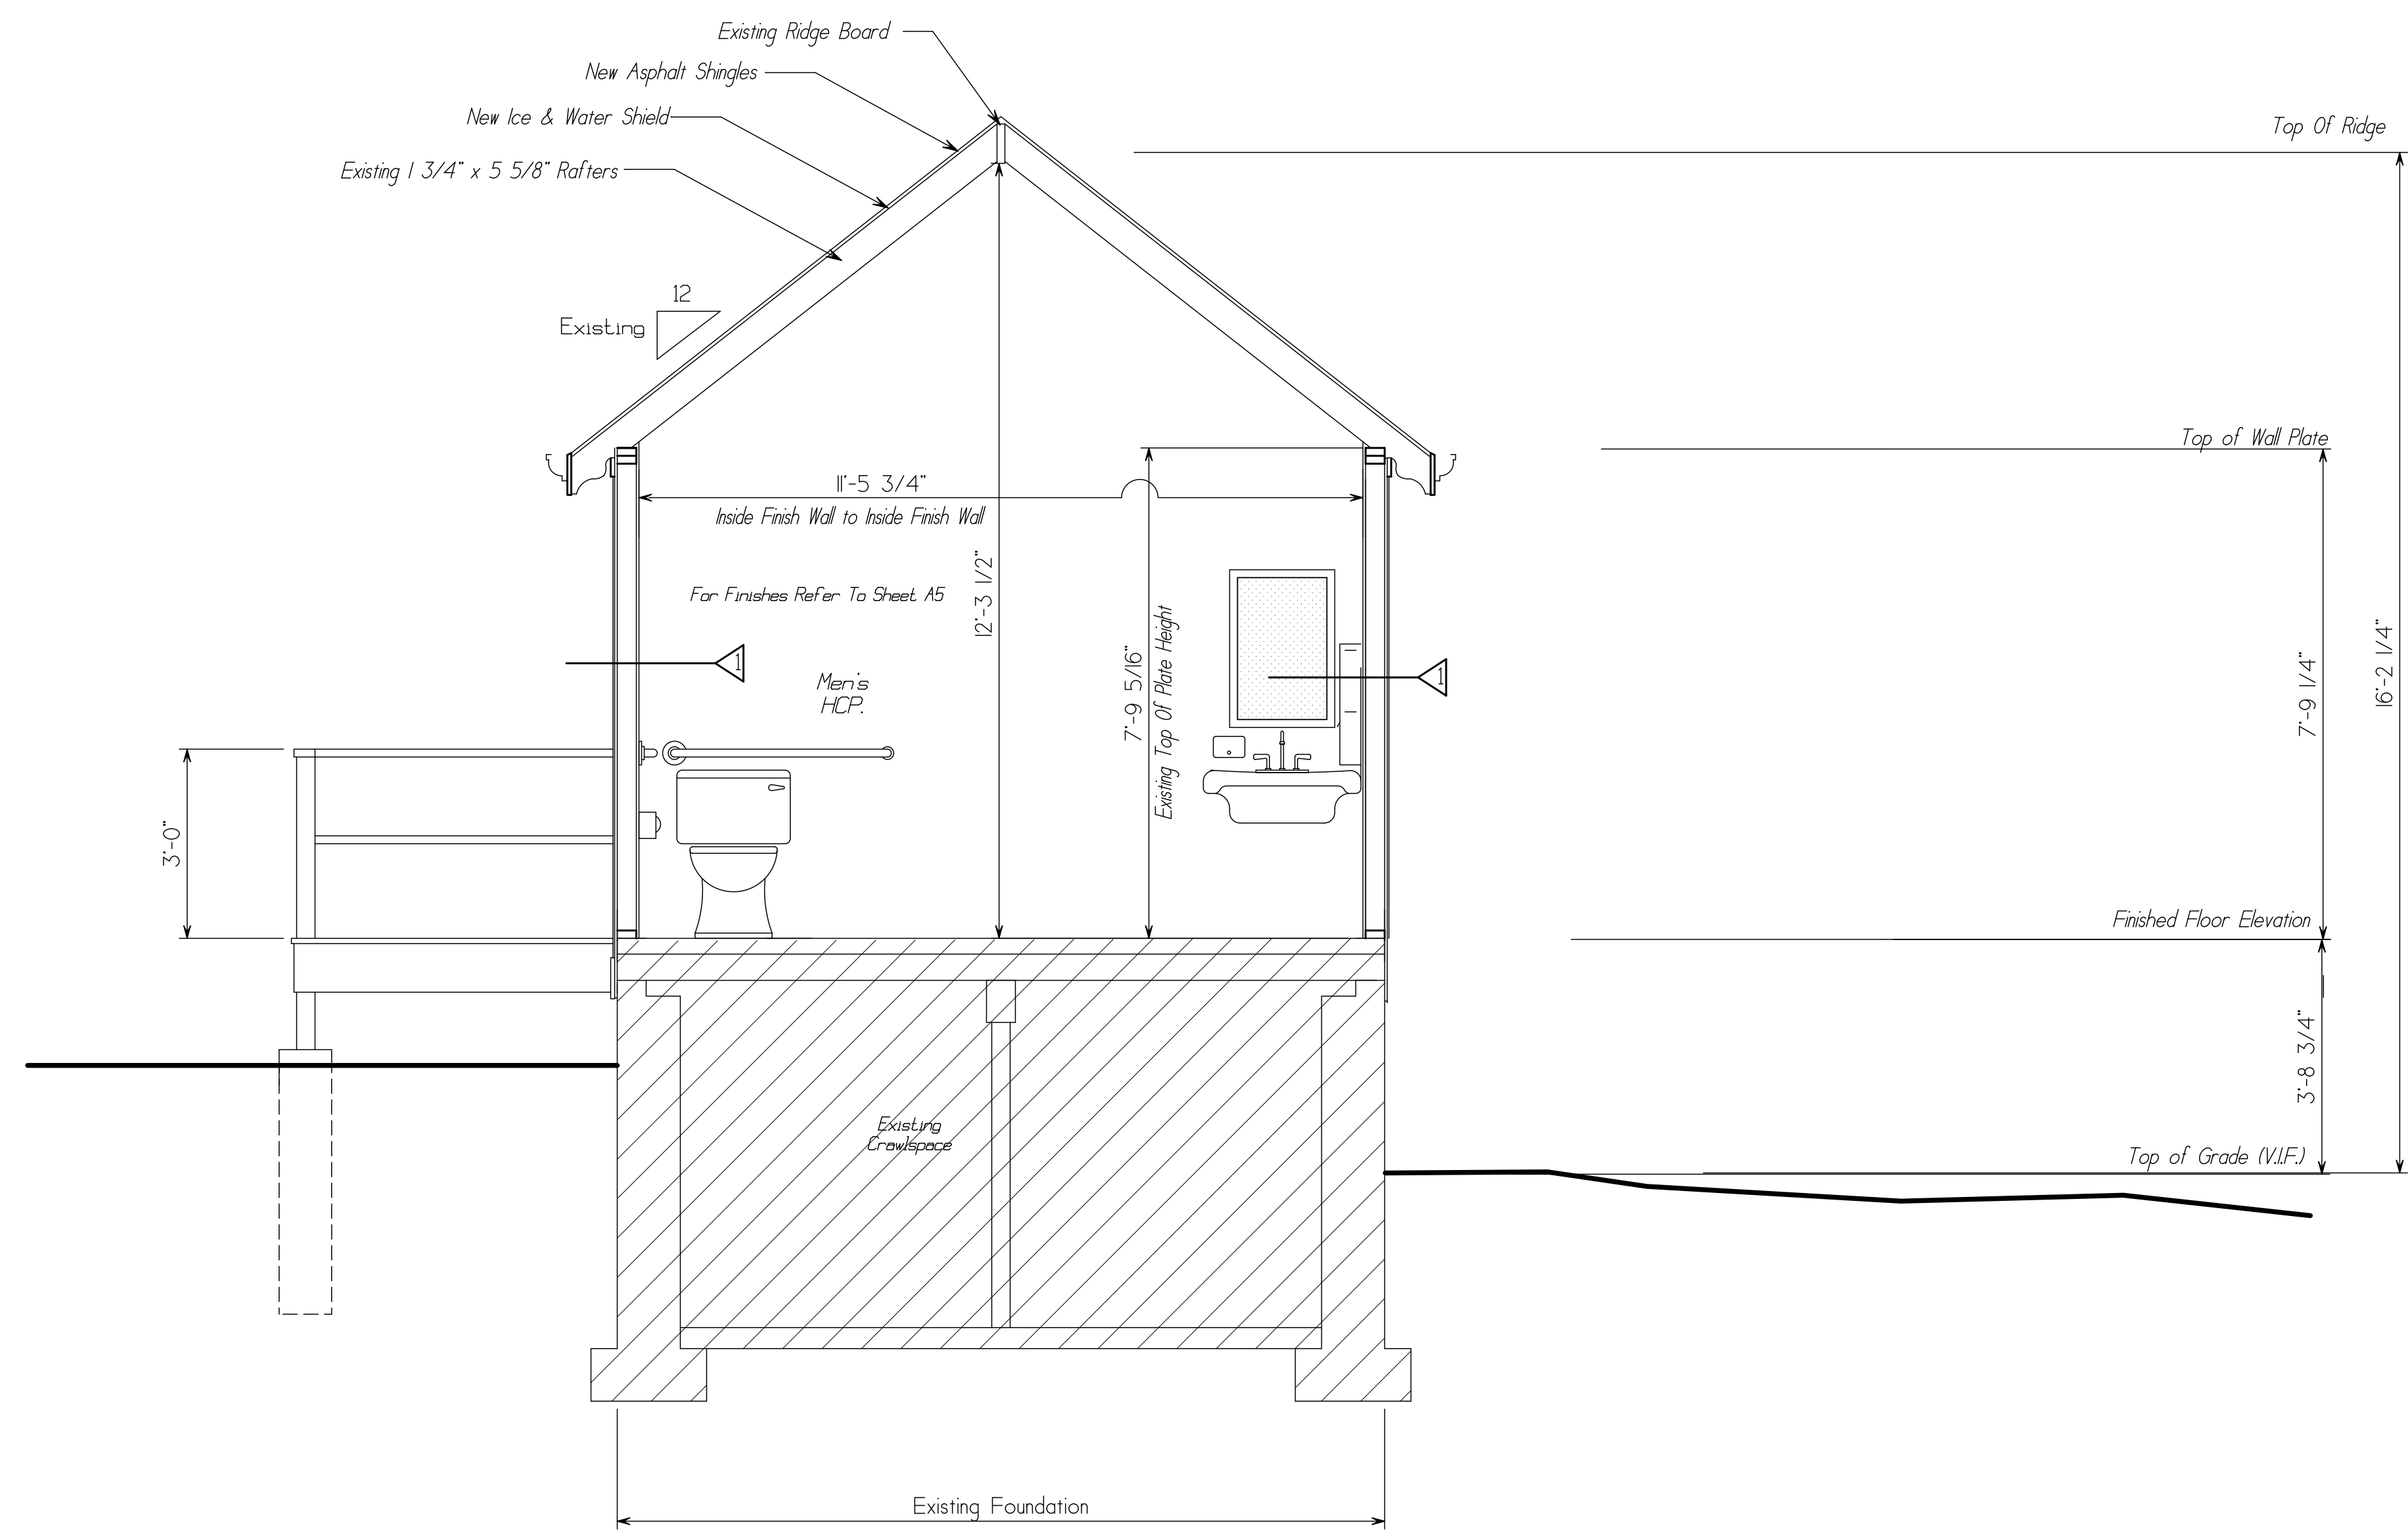 Existing Ridge Board
New Asphalt Shingles
New Ice & Water Shield
Top Of Ridge
Existing 1 3/4" x 5 5/8" Rafters
12
Existing
Top of Wall Plate
11'-5 3/4"
Inside Finish Wall to Inside Finish Wall
For Finishes Refer To Sheet A5
12'-3 1/2"
7'-9 5/16"
Existing Top Of Plate Height
Men's
HCP.
1
1
7'-9 1/4"
16'-2 1/4"
3'-0"
Finished Floor Elevation
3'-8 3/4"
Existing
Crawlspace
Top of Grade (V.I.F.)
Existing Foundation